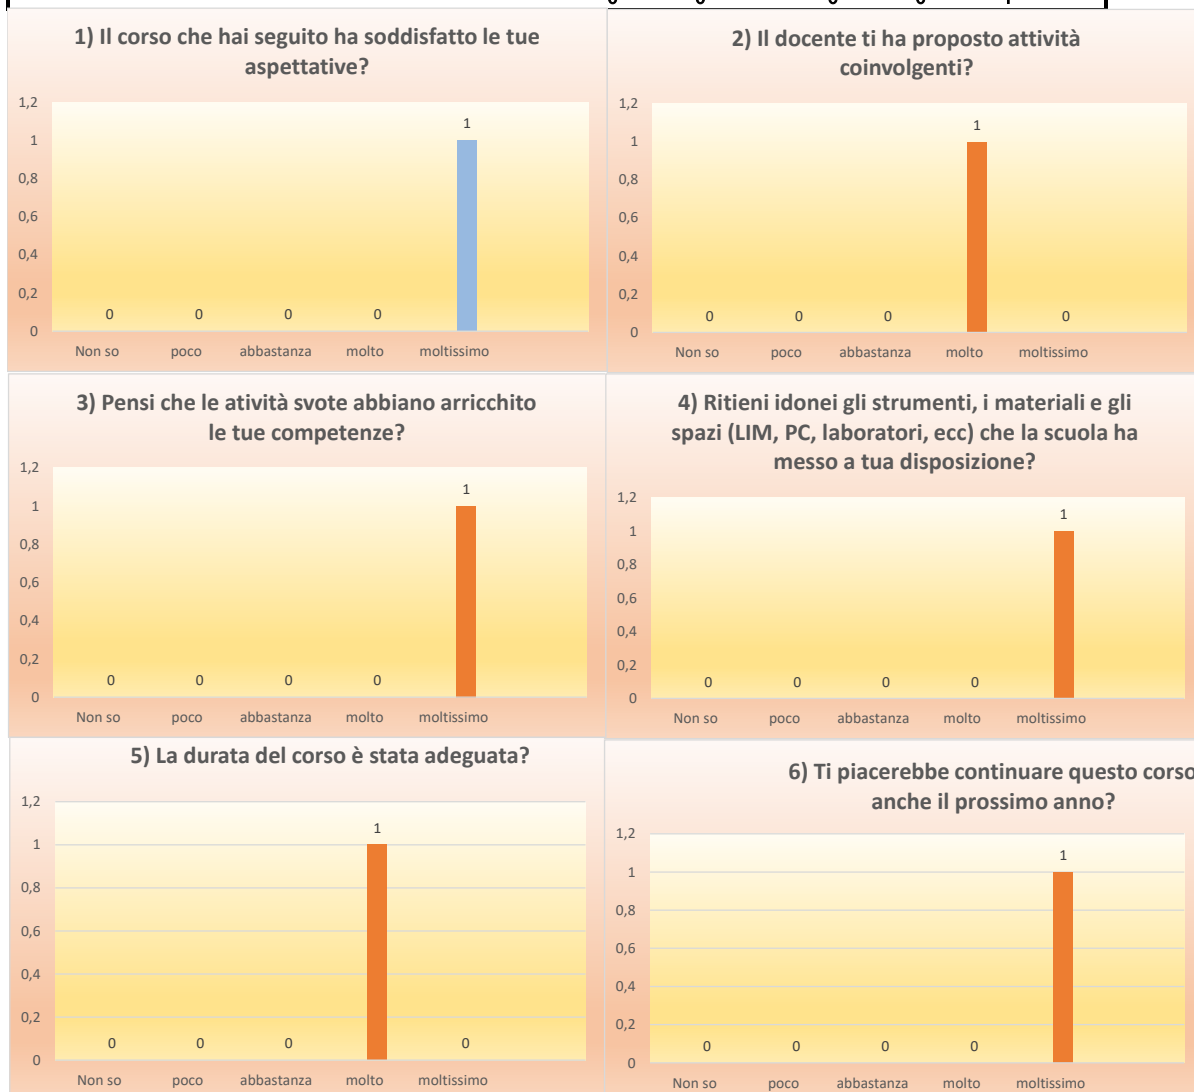 1) Il corso che hai seguito ha soddisfatto le tue
aspettative?
1,2
1
0,8
0,6
0,4
0,2
0
0 0 0 0 1
Non so poco abbastanza molto moltissimo
2) Il docente ti ha proposto attività
coinvolgenti?
1,2
1
0,8
0,6
0,4
0,2
0
0 0 0 1 0
Non so poco abbastanza molto moltissimo
3) Pensi che le atività svote abbiano arricchito
le tue competenze?
1,2
1
0,8
0,6
0,4
0,2
0
0 0 0 0 1
Non so poco abbastanza molto moltissimo
4) Ritieni idonei gli strumenti, i materiali e gli
spazi (LIM, PC, laboratori, ecc) che la scuola ha
messo a tua disposizione?
1,2
1
0,8
0,6
0,4
0,2
0
0 0 0 0 1
Non so poco abbastanza molto moltissimo
5) La durata del corso è stata adeguata?
1,2
1
0,8
0,6
0,4
0,2
0
0 0 0 1 0
Non so poco abbastanza molto moltissimo
6) Ti piacerebbe continuare questo corso
anche il prossimo anno?
1,2
1
0,8
0,6
0,4
0,2
0
0 0 0 0 1
Non so poco abbastanza molto moltissimo